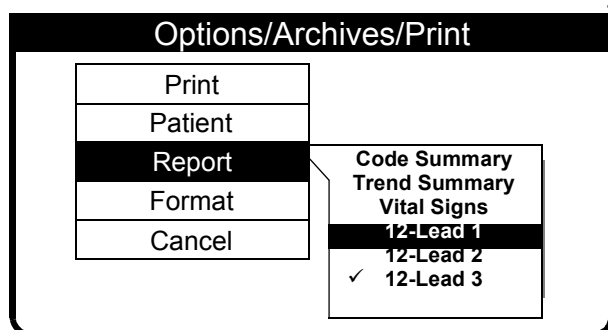 Options/Archives/Print
Print
Patient
Report
Format
Cancel
Code Summary
Trend Summary
Vital Signs
12-Lead 1
12-Lead 2
✓ 12-Lead 3